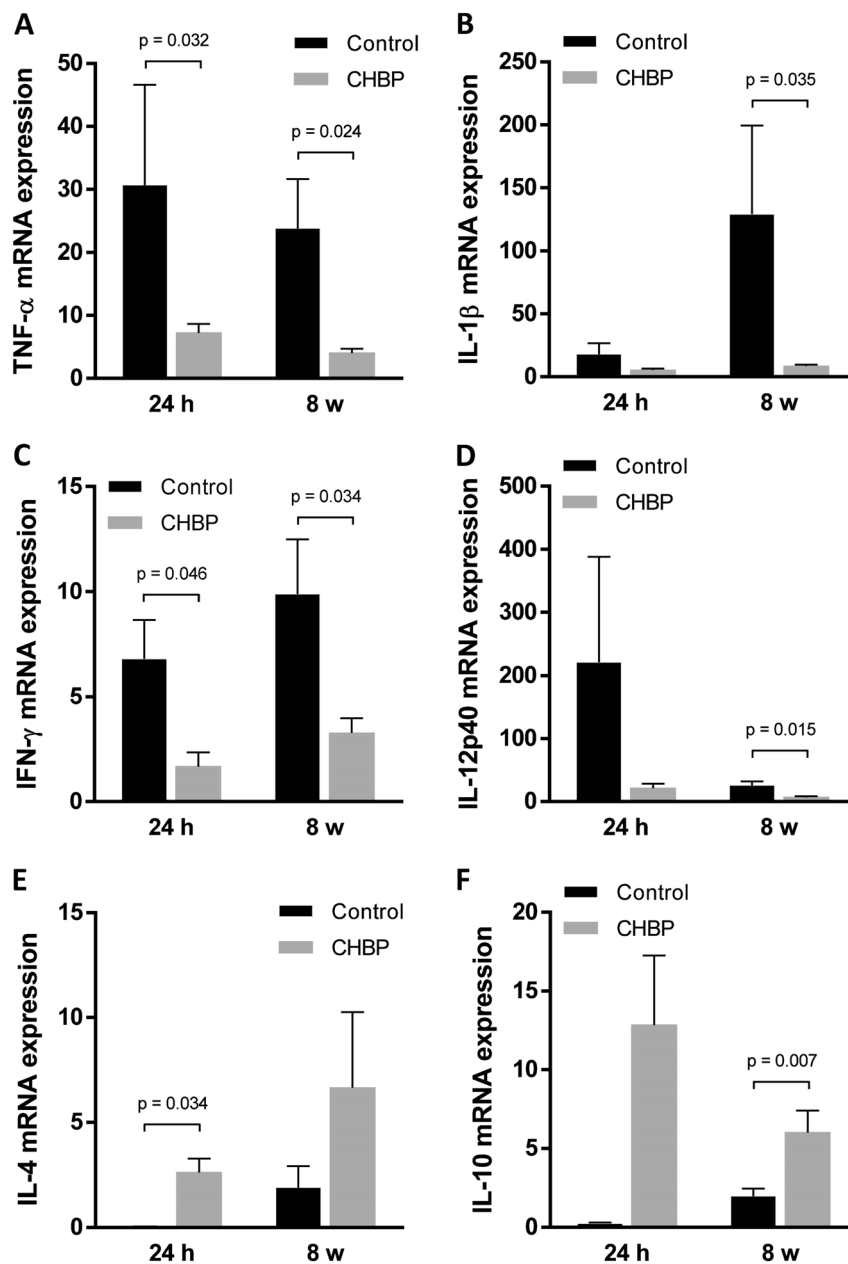 A
p = 0.032
Control
CHBP
p = 0.024
TNF-α mRNA expression
50
40
30
20
10
0
24 h 8 w
B
Control
CHBP
p = 0.035
IL-1β mRNA expression
250
200
150
100
50
0
24 h 8 w
C
Control
CHBP
p = 0.034
p = 0.046
IFN-γ mRNA expression
15
10
5
0
24 h 8 w
D
Control
CHBP
p = 0.015
IL-12p40 mRNA expression
500
400
300
200
100
0
24 h 8 w
E
Control
CHBP
p = 0.034
IL-4 mRNA expression
15
10
5
0
24 h 8 w
F
Control
CHBP
p = 0.007
IL-10 mRNA expression
20
15
10
5
0
24 h 8 w